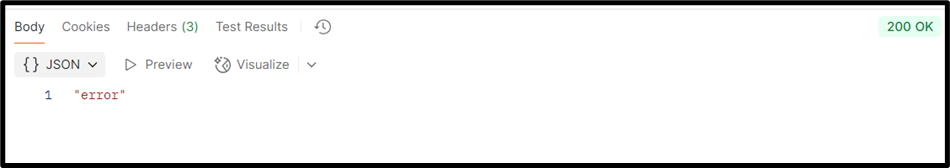 Body Cookies Headers (3) Test Results 200 OK
{} JSON Preview Visualize
1 "error"